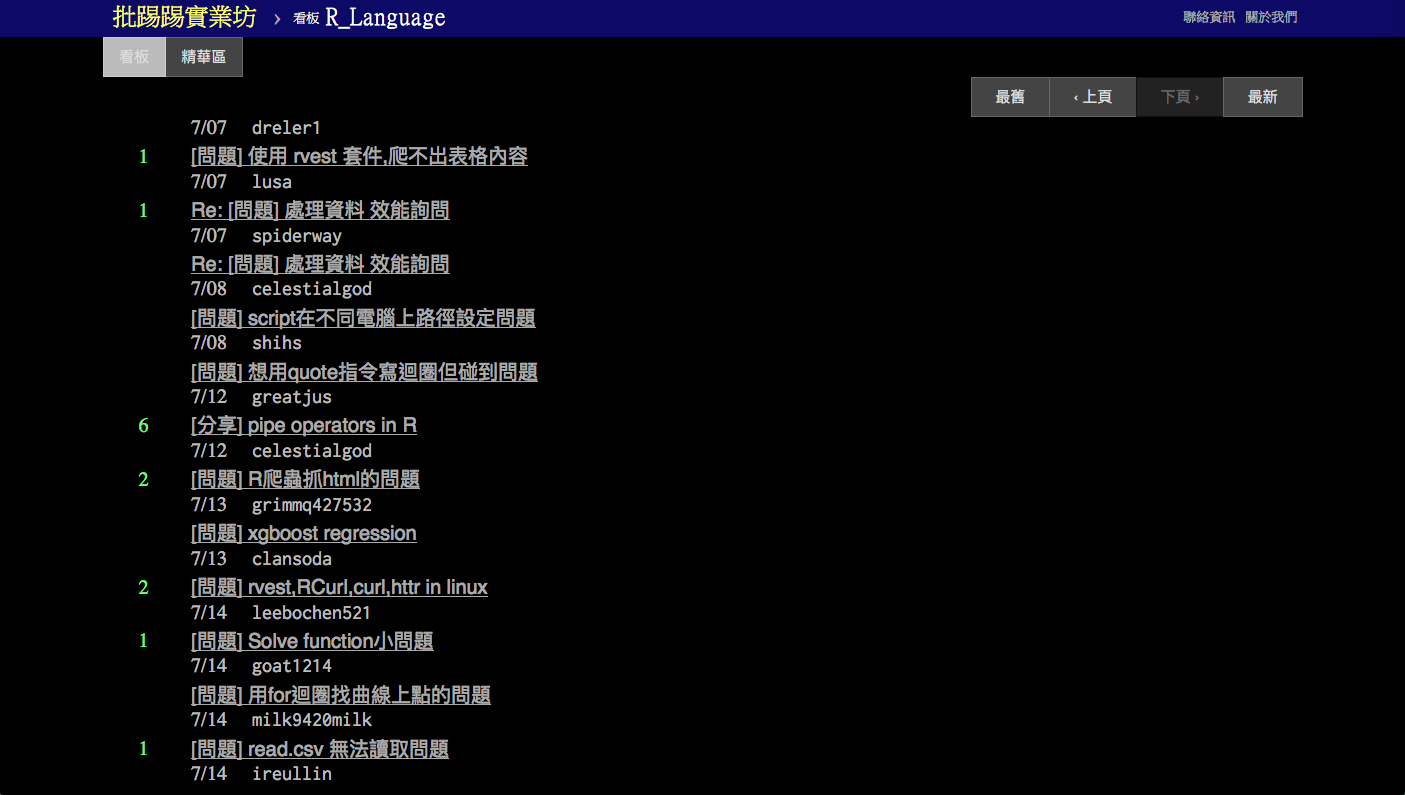 批踢踢實業坊 › 看板 R_Language 聯絡資訊 關於我們
看板 精華區
最舊 ‹ 上頁 下頁 › 最新
7/07 dreler1
1 [問題] 使用 rvest 套件,爬不出表格內容
7/07 lusa
1 Re: [問題] 處理資料 效能詢問
7/07 spiderway
Re: [問題] 處理資料 效能詢問
7/08 celestialgod
[問題] script在不同電腦上路徑設定問題
7/08 shihs
[問題] 想用quote指令寫迴圈但碰到問題
7/12 greatjus
6 [分享] pipe operators in R
7/12 celestialgod
2 [問題] R爬蟲抓html的問題
7/13 grimmq427532
[問題] xgboost regression
7/13 clansoda
2 [問題] rvest,RCurl,curl,httr in linux
7/14 leebochen521
1 [問題] Solve function小問題
7/14 goat1214
[問題] 用for迴圈找曲線上點的問題
7/14 milk9420milk
1 [問題] read.csv 無法讀取問題
7/14 ireullin